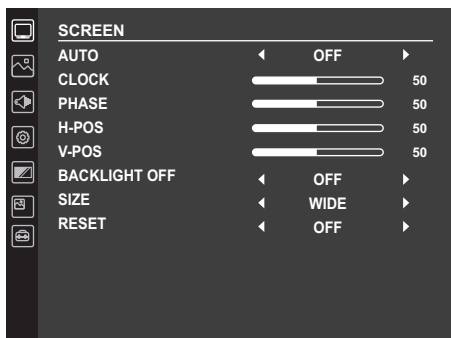 SCREEN
AUTO OFF
CLOCK 50
PHASE 50
H-POS 50
V-POS 50
BACKLIGHT OFF OFF
SIZE WIDE
RESET OFF